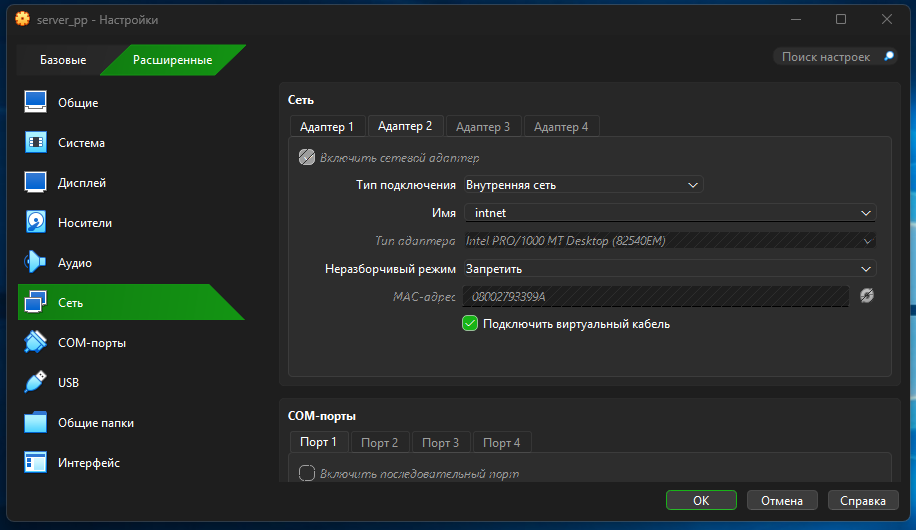 server_pp - Настройки
Базовые Расширенные Поиск настроек
Общие
Система
Дисплей
Носители
Аудио
Сеть
COM-порты
USB
Общие папки
Интерфейс
Сеть
Адаптер 1 Адаптер 2 Адаптер 3 Адаптер 4
Включить сетевой адаптер
Тип подключения Внутренняя сеть
Имя intnet
Тип адаптера Intel PRO/1000 MT Desktop (82540EM)
Неразборчивый режим Запретить
MAC-адрес 08002793399A
Подключить виртуальный кабель
COM-порты
Порт 1 Порт 2 Порт 3 Порт 4
Включить последовательный порт
OK Отмена Справка